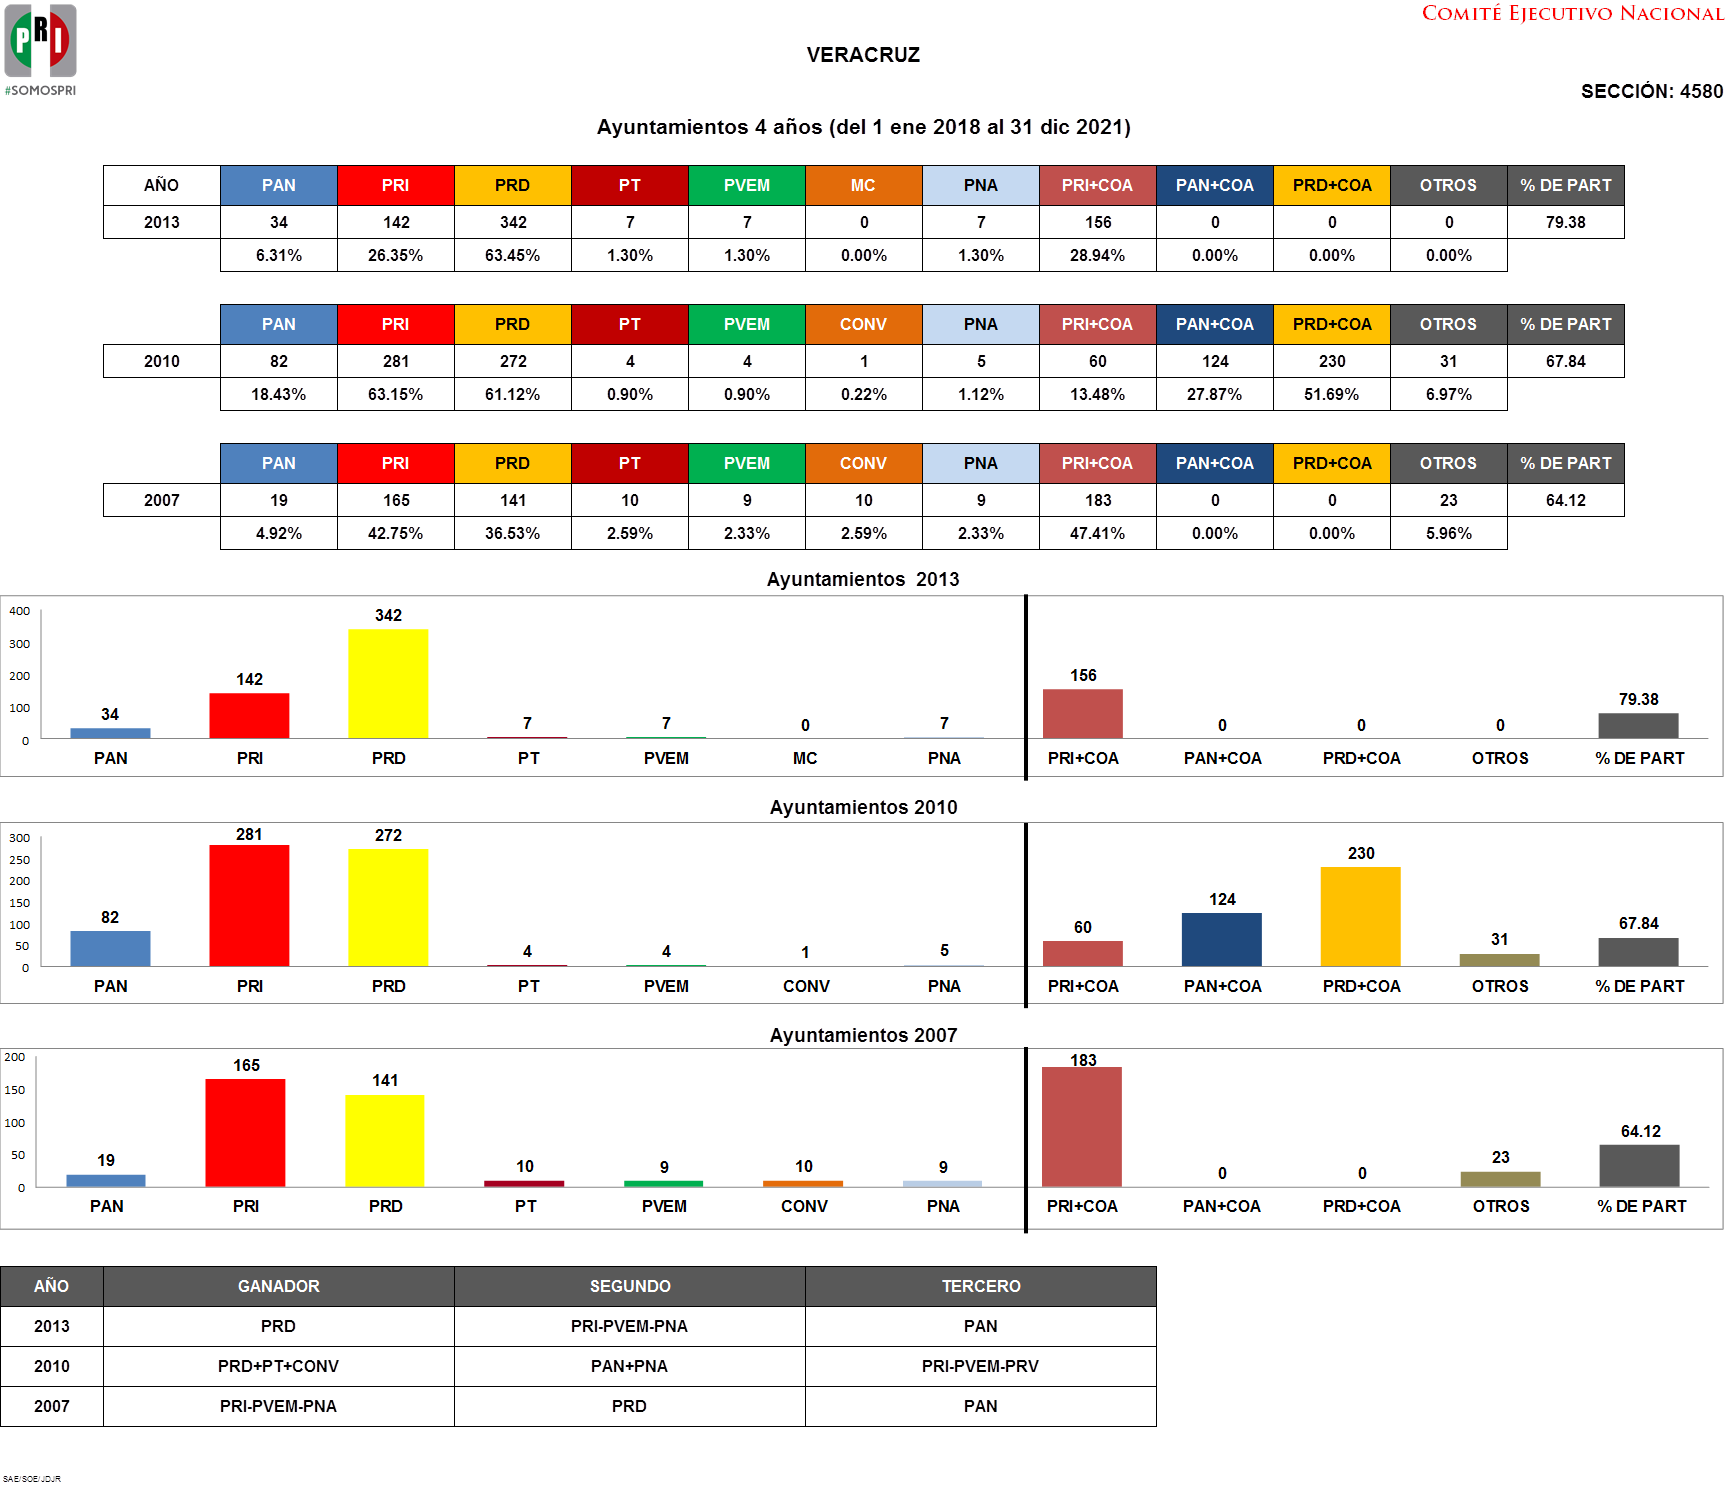 PRI
#SOMOSPRI
COMITÉ EJECUTIVO NACIONAL
VERACRUZ
SECCIÓN: 4580
Ayuntamientos 4 años (del 1 ene 2018 al 31 dic 2021)
AÑO PAN PRI PRD PT PVEM MC PNA PRI+COA PAN+COA PRD+COA OTROS % DE PART
2013 34 142 342 7 7 0 7 156 0 0 0 79.38
6.31% 26.35% 63.45% 1.30% 1.30% 0.00% 1.30% 28.94% 0.00% 0.00% 0.00%
PAN PRI PRD PT PVEM CONV PNA PRI+COA PAN+COA PRD+COA OTROS % DE PART
2010 82 281 272 4 4 1 5 60 124 230 31 67.84
18.43% 63.15% 61.12% 0.90% 0.90% 0.22% 1.12% 13.48% 27.87% 51.69% 6.97%
PAN PRI PRD PT PVEM CONV PNA PRI+COA PAN+COA PRD+COA OTROS % DE PART
2007 19 165 141 10 9 10 9 183 0 0 23 64.12
4.92% 42.75% 36.53% 2.59% 2.33% 2.59% 2.33% 47.41% 0.00% 0.00% 5.96%
Ayuntamientos 2013
400
300
200
100
0
34 142 342 7 7 0 7 156 0 0 0 79.38
PAN PRI PRD PT PVEM MC PNA PRI+COA PAN+COA PRD+COA OTROS % DE PART
Ayuntamientos 2010
300
250
200
150
100
50
0
82 281 272 4 4 1 5 60 124 230 31 67.84
PAN PRI PRD PT PVEM CONV PNA PRI+COA PAN+COA PRD+COA OTROS % DE PART
Ayuntamientos 2007
200
150
100
50
0
19 165 141 10 9 10 9 183 0 0 23 64.12
PAN PRI PRD PT PVEM CONV PNA PRI+COA PAN+COA PRD+COA OTROS % DE PART
AÑO GANADOR SEGUNDO TERCERO
2013 PRD PRI-PVEM-PNA PAN
2010 PRD+PT+CONV PAN+PNA PRI-PVEM-PRV
2007 PRI-PVEM-PNA PRD PAN
SAE/SOE/JDJR